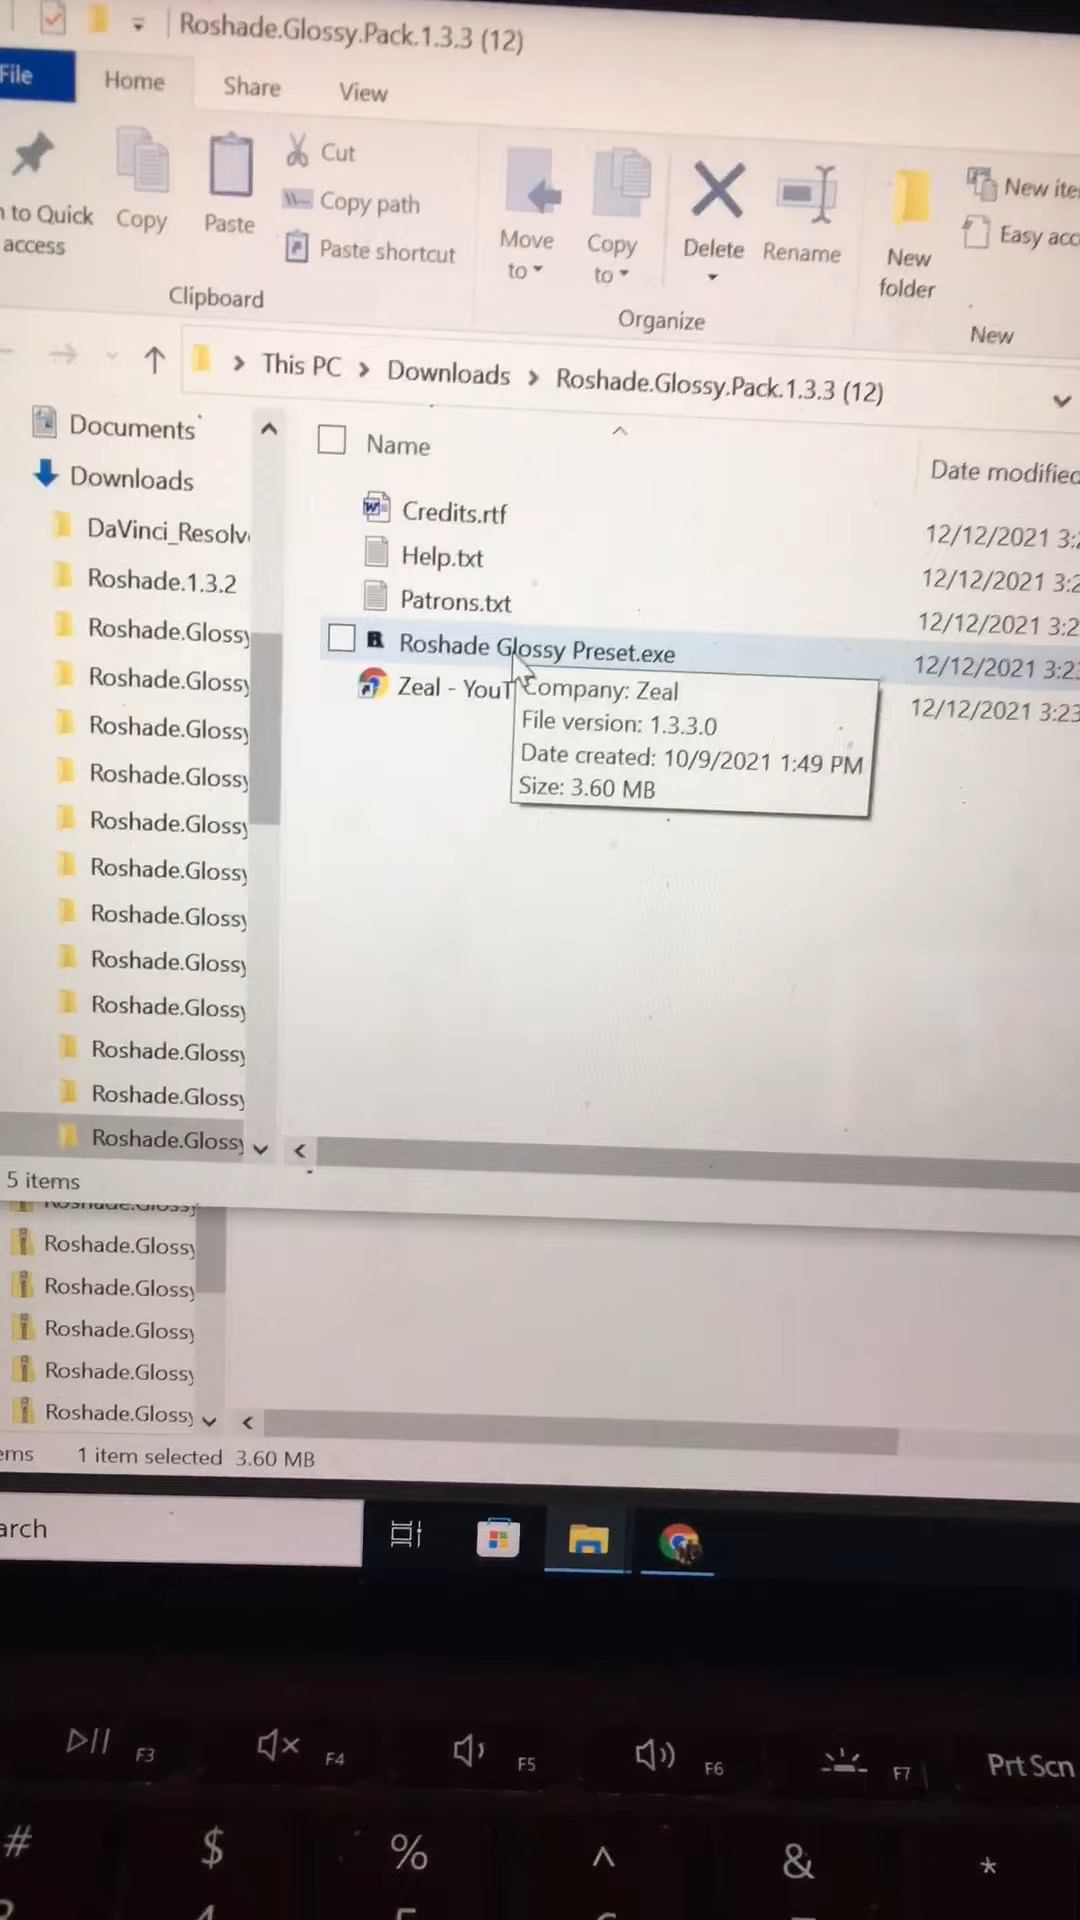 Roshade.Glossy.Pack.1.3.3 (12)
File
Home
Share
View
to Quick
access
Copy
Paste
Cut
Copy path
Paste shortcut
Clipboard
Move
to
Copy
to
Delete
Rename
Organize
New
folder
New
Easy
New
This PC > Downloads > Roshade.Glossy.Pack.1.3.3 (12)
Documents
Downloads
DaVinci_Resolv
Roshade.1.3.2
Roshade.Glossy
Roshade.Glossy
Roshade.Glossy
Roshade.Glossy
Roshade.Glossy
Roshade.Glossy
Roshade.Glossy
Roshade.Glossy
Roshade.Glossy
Roshade.Glossy
Roshade.Glossy
Roshade.Glossy
Name
Date modified
Credits.rtf
12/12/2021
Help.txt
12/12/2021
Patrons.txt
12/12/2021
R Roshade Glossy Preset.exe
12/12/2021
Zeal - YouT
12/12/2021 3:23
Company: Zeal
File version: 1.3.3.0
Date created: 10/9/2021 1:49 PM
Size: 3.60 MB
5 items
Roshade.Glossy
Roshade.Glossy
Roshade.Glossy
Roshade.Glossy
Roshade.Glossy
Roshade.Glossy
ems
1 item selected 3.60 MB
arch
F3
F4
F5
F6
F7
Prt Scn
#
$
%
^
&
*